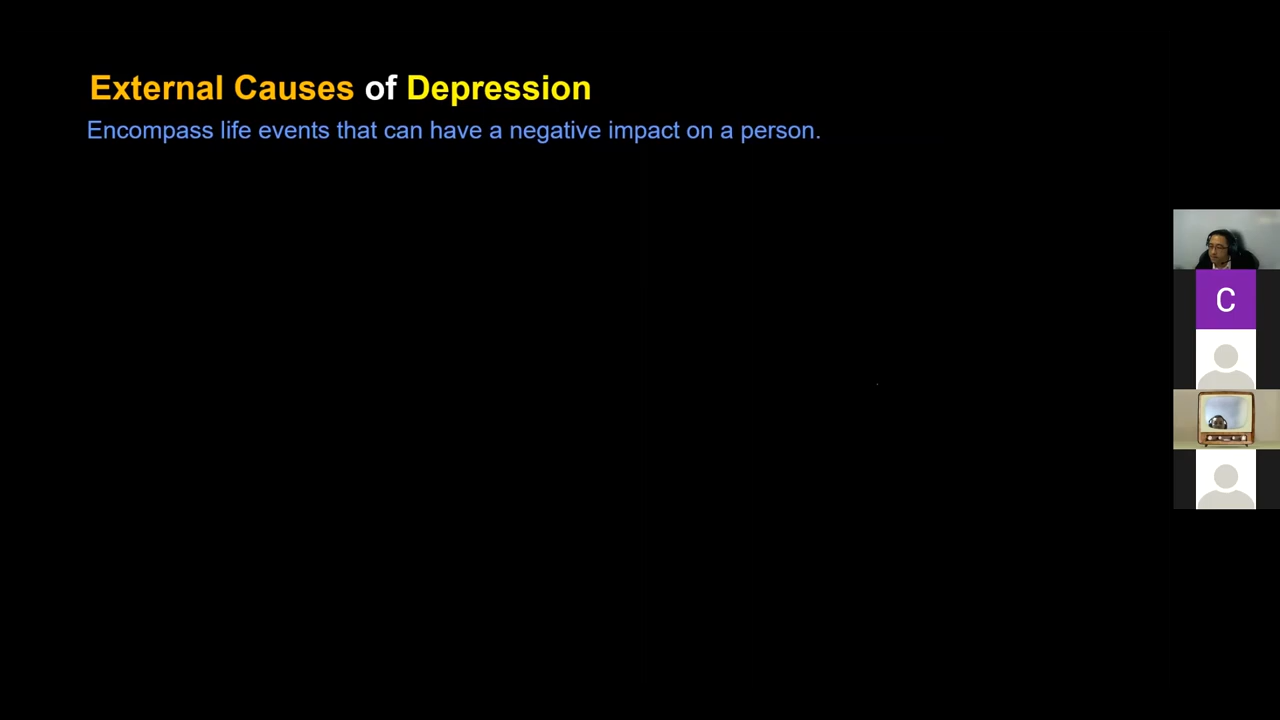 External Causes of Depression
Encompass life events that can have a negative impact on a person.
C